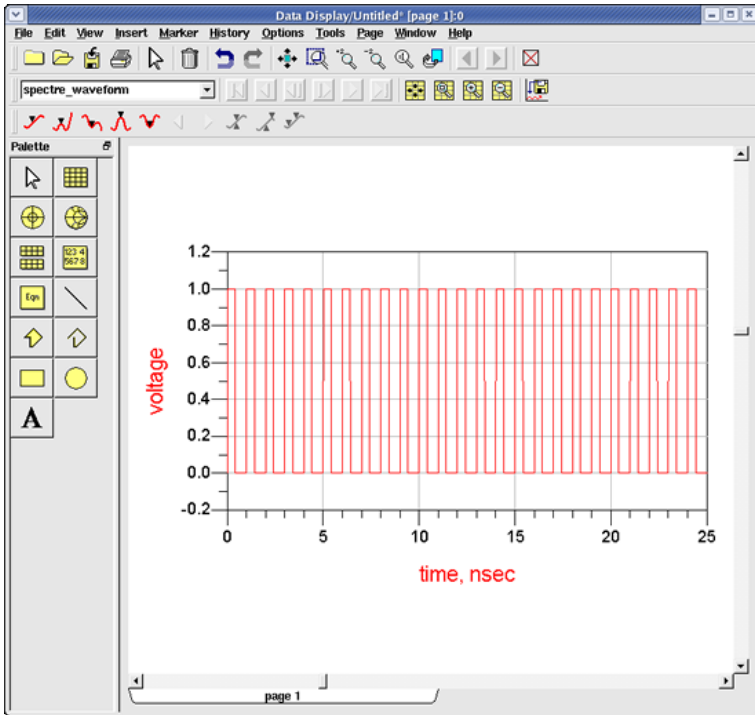 Data Display/Untitled* [page 1]:0
File Edit View Insert Marker History Options Tools Page Window Help
spectre_waveform
Palette
123 4
567 8
Eqn
A
1.2
1.0
0.8
0.6
0.4
0.2
0.0
-0.2
voltage
0 5 10 15 20 25
time, nsec
page 1